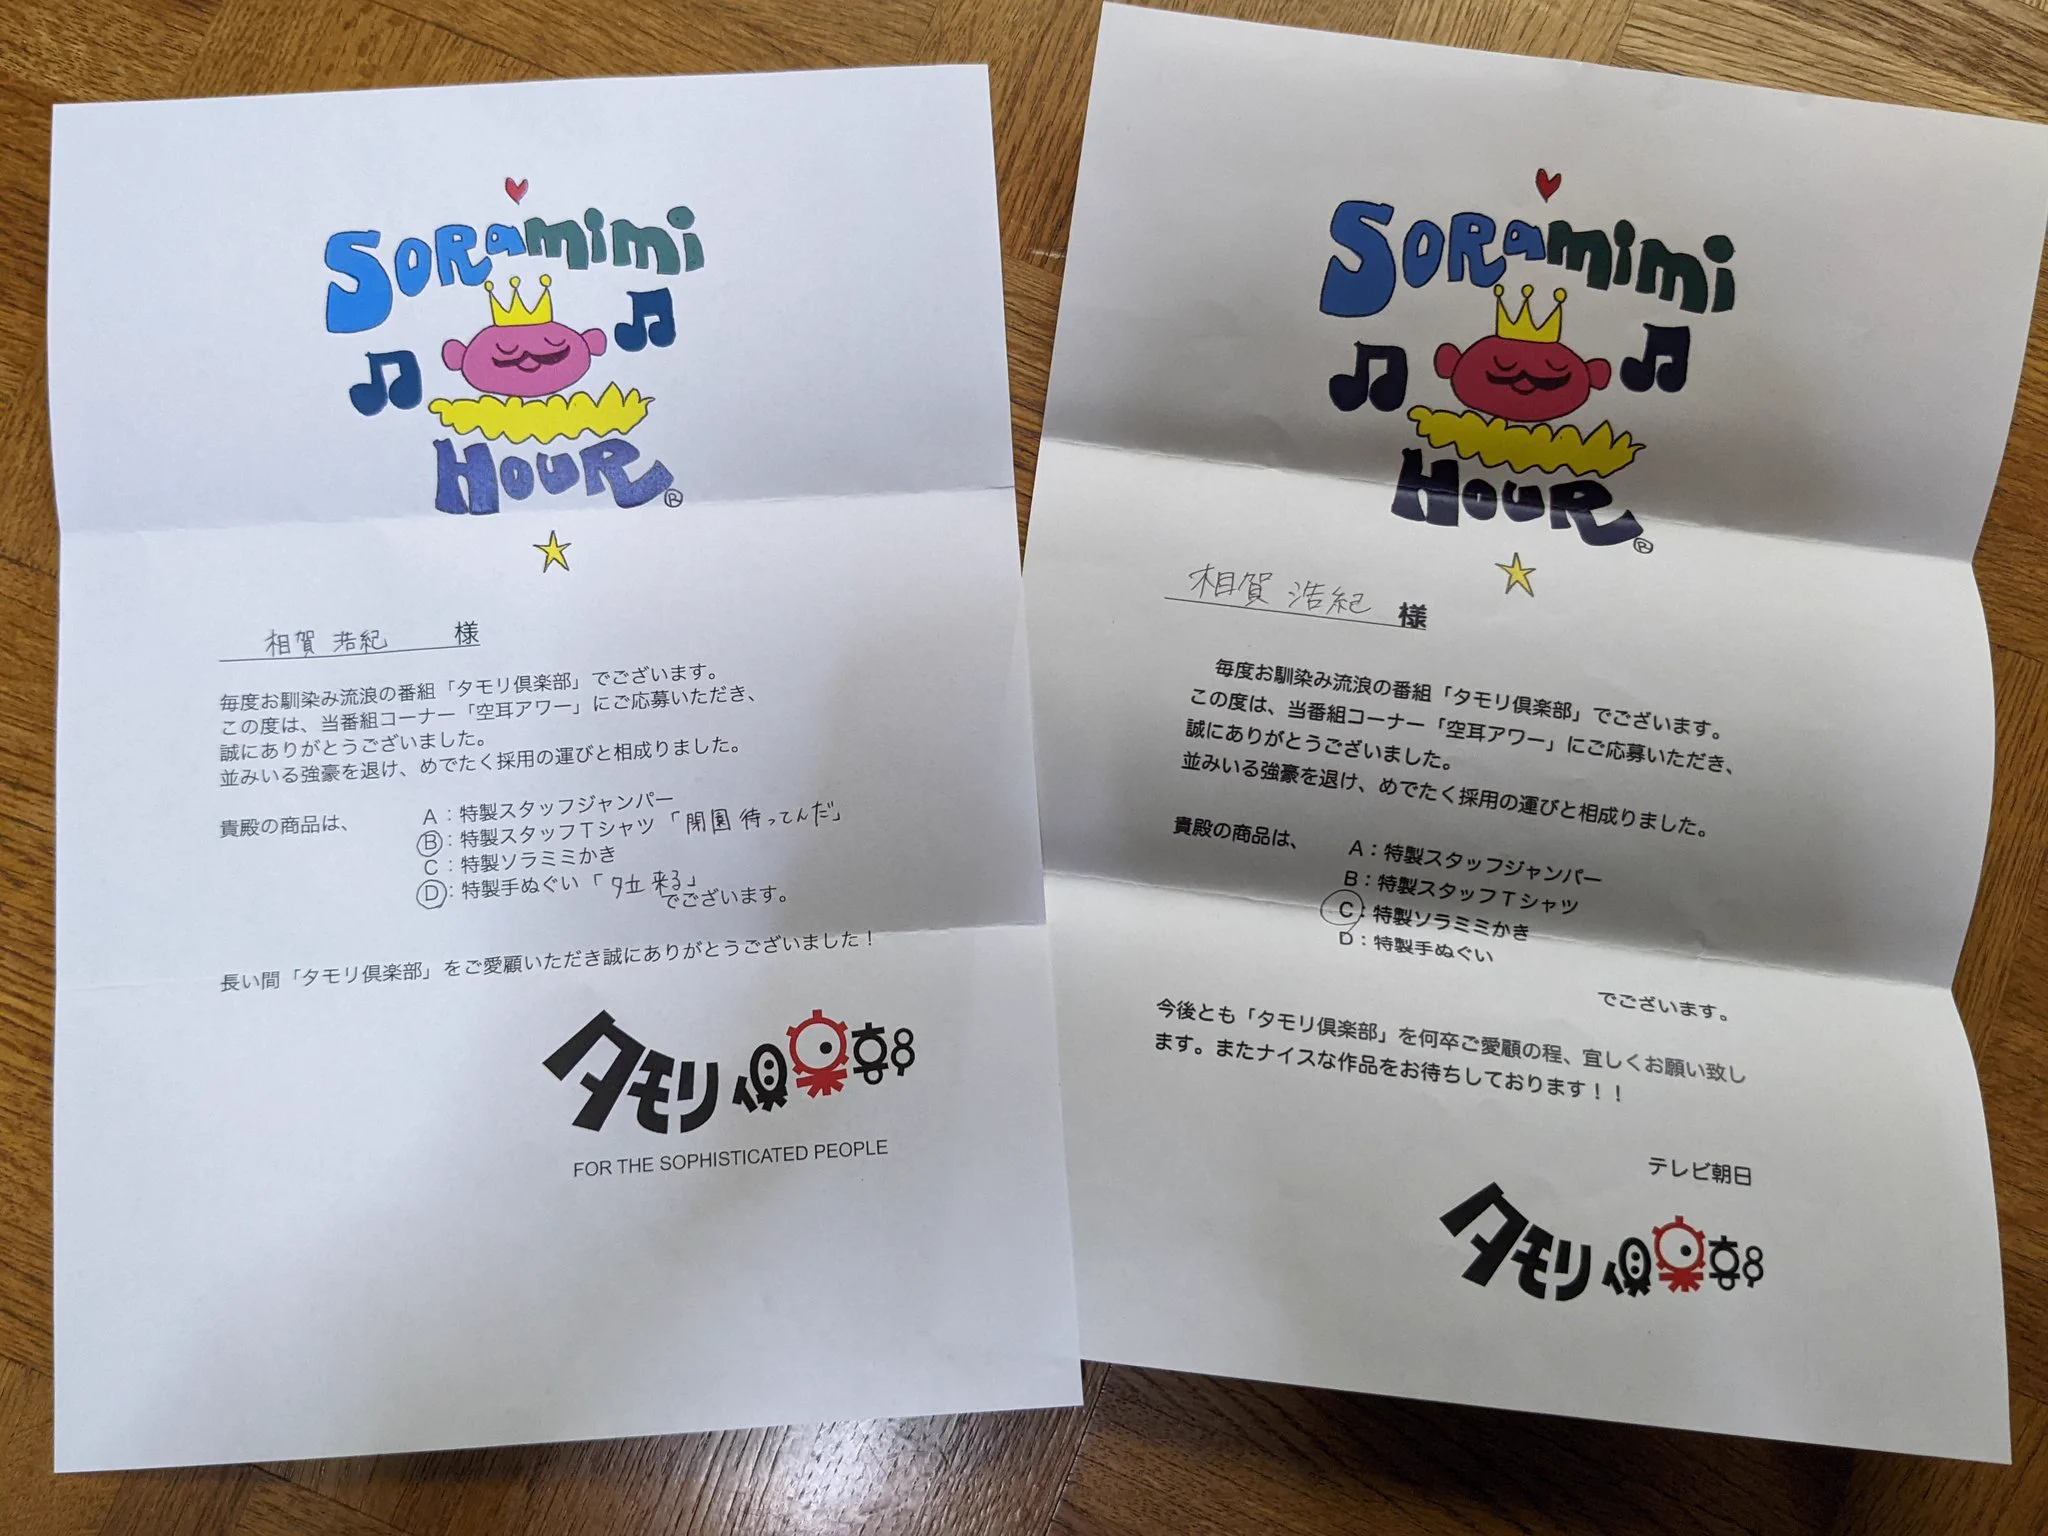 SORamimi
HOUR®
相賀 浩紀 様
毎度お馴染み流浪の番組「タモリ倶楽部」でございます。
この度は、当番組コーナー「空耳アワー」にご応募いただき、
誠にありがとうございました。
並みいる強豪を退け、めでたく採用の運びと相成りました。
貴殿の商品は、
A：特製スタッフジャンパー
B：特製スタッフTシャツ「閉園待ってんだ」
C：特製ソラミミかき
D：特製手ぬぐい「夕立来る」
でございます。
長い間「タモリ倶楽部」をご愛顧いただき誠にありがとうございました！
タモリ倶楽部
FOR THE SOPHISTICATED PEOPLE
SORamimi
HOUR®
相賀 浩紀 様
毎度お馴染み流浪の番組「タモリ倶楽部」でございます。
この度は、当番組コーナー「空耳アワー」にご応募いただき、
誠にありがとうございました。
並みいる強豪を退け、めでたく採用の運びと相成りました。
貴殿の商品は、
A：特製スタッフジャンパー
B：特製スタッフTシャツ
C：特製ソラミミかき
D：特製手ぬぐい
でございます。
今後とも「タモリ倶楽部」を何卒ご愛顧の程、宜しくお願い致し
ます。またナイスな作品をお待ちしております！！
テレビ朝日
タモリ倶楽部